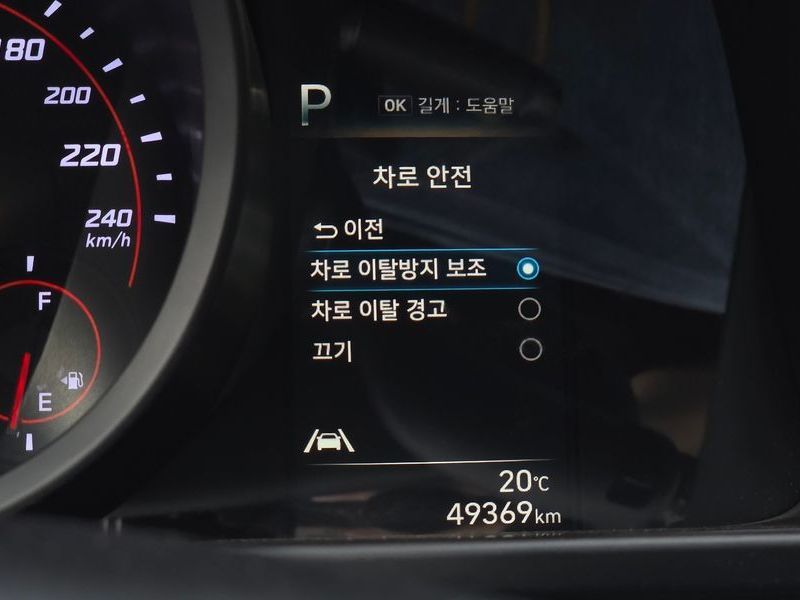 180
200
220
240
km/h
F
E
P
OK 길게 : 도움말
차로 안전
이전
차로 이탈방지 보조
차로 이탈 경고
끄기
20℃
49369km